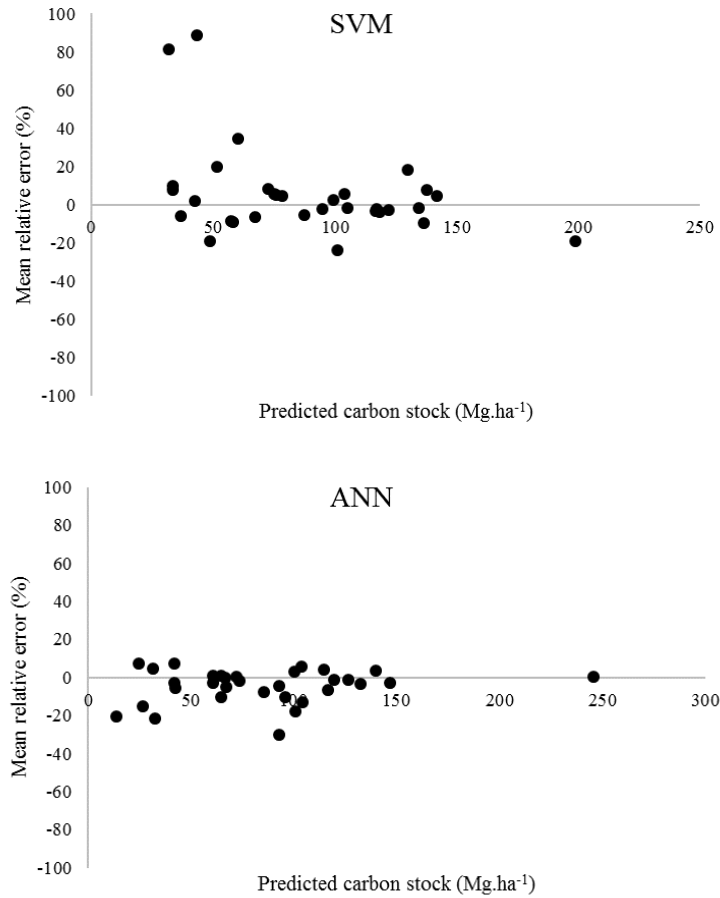 SVM
Mean relative error (%)
100
80
60
40
20
0
-20
-40
-60
-80
-100
0 50 100 150 200 250
Predicted carbon stock (Mg.ha⁻¹)
ANN
Mean relative error (%)
100
80
60
40
20
0
-20
-40
-60
-80
-100
0 50 100 150 200 250 300
Predicted carbon stock (Mg.ha⁻¹)